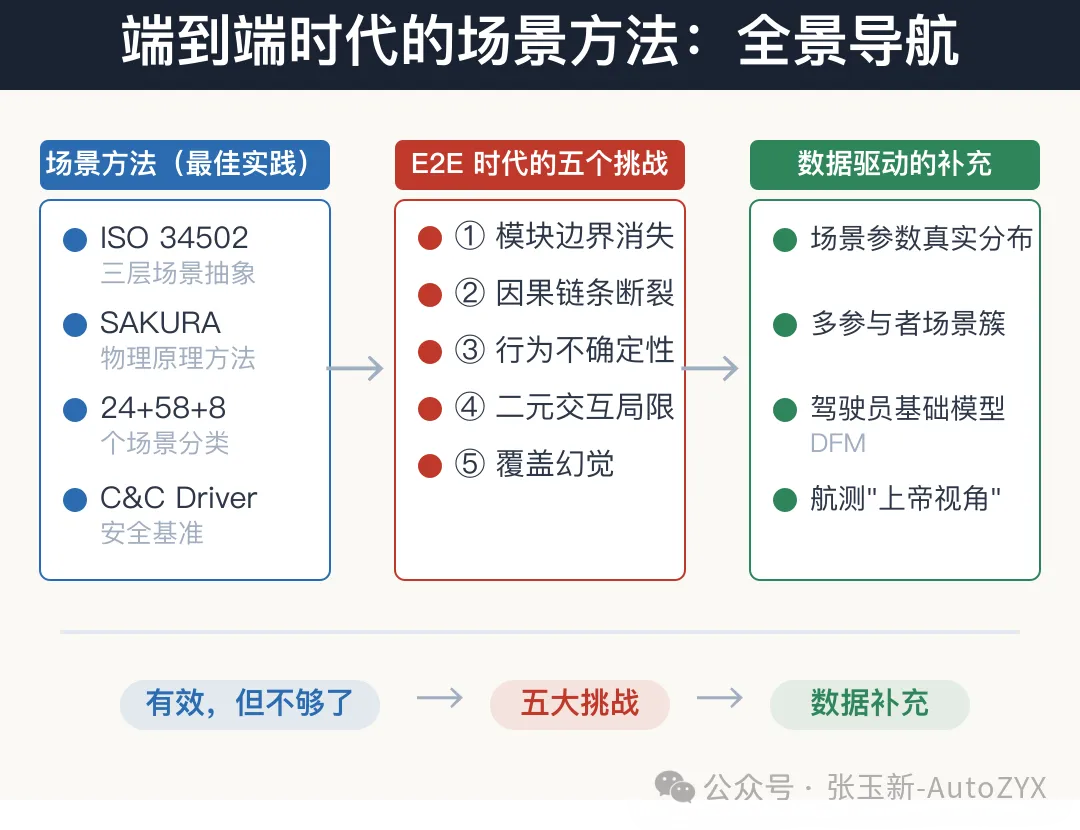 端到端时代的场景方法：全景导航
场景方法（最佳实践）
ISO 34502
三层场景抽象
SAKURA
物理原理方法
24+58+8
个场景分类
C&C Driver
安全基准
E2E 时代的五个挑战
① 模块边界消失
② 因果链条断裂
③ 行为不确定性
④ 二元交互局限
⑤ 覆盖幻觉
数据驱动的补充
场景参数真实分布
多参与者场景簇
驾驶员基础模型
DFM
航测"上帝视角"
有效，但不够了
五大挑战
数据补充
公众号 · 张玉新-AutoZYX